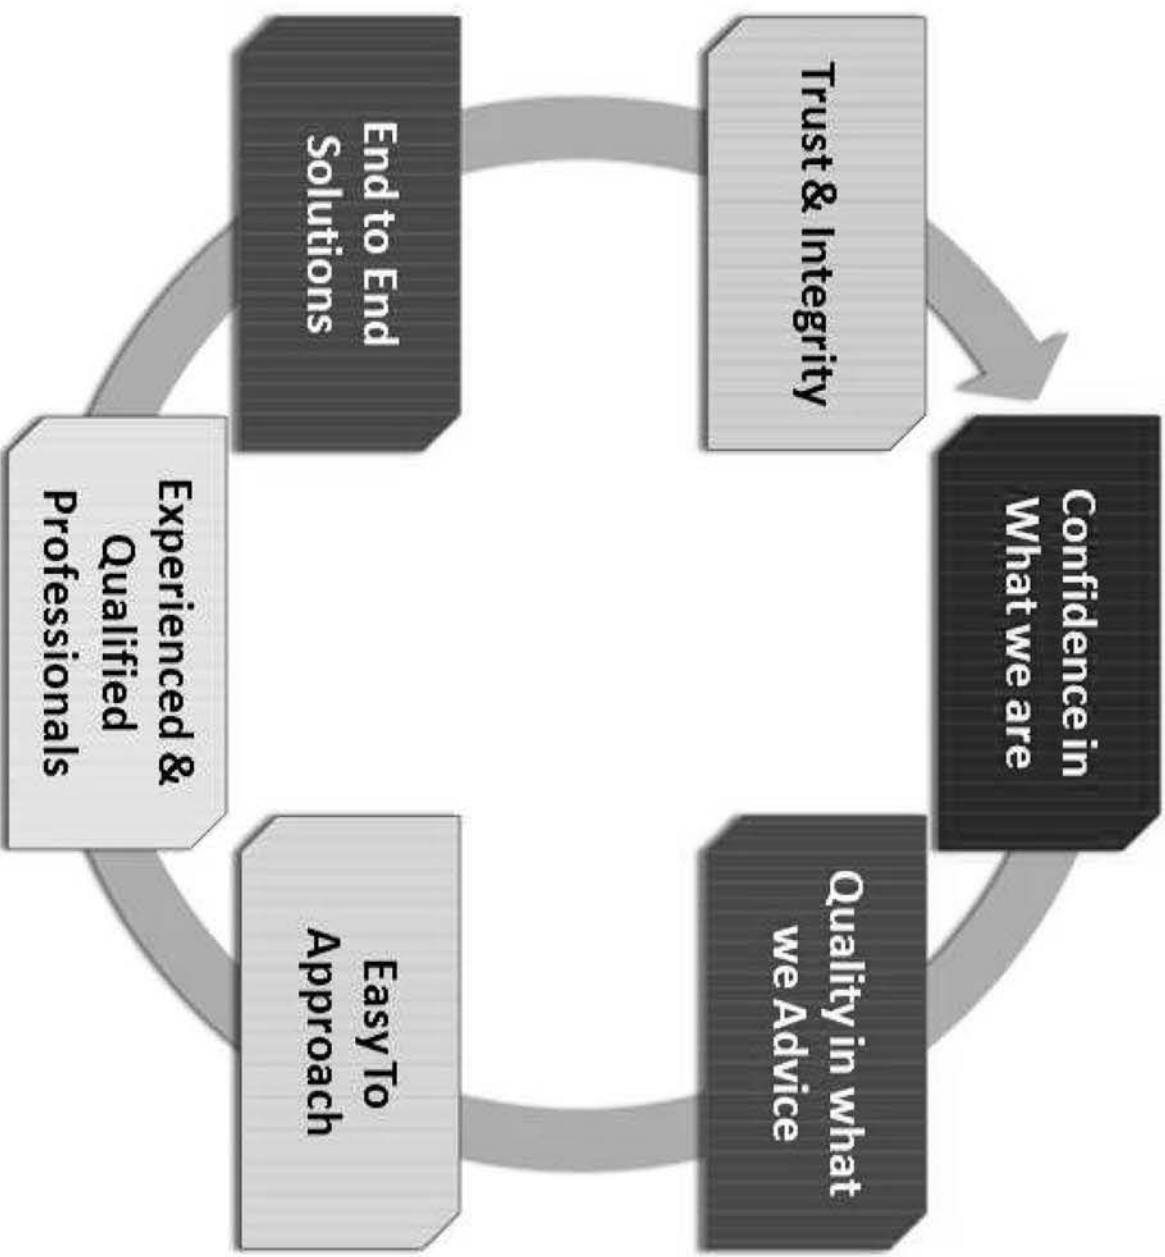 Confidence in
What we are
Quality in what
we Advice
Easy To
Approach
Experienced &
Qualified
Professionals
End to End
Solutions
Trust & Integrity